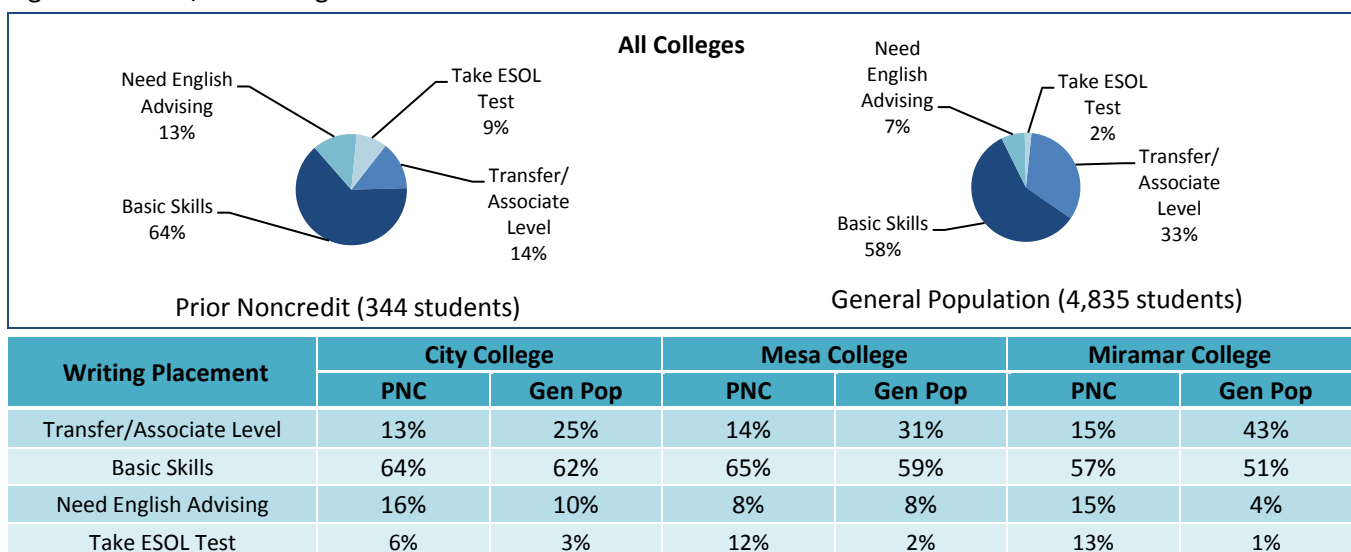 All Colleges
Need English
Advising
13%
Take ESOL
Test
9%
Transfer/
Associate
Level
14%
Basic Skills
64%
Prior Noncredit (344 students)
Need
English
Advising
7%
Take ESOL
Test
2%
Transfer/
Associate
Level
33%
Basic Skills
58%
General Population (4,835 students)
Writing Placement City College Mesa College Miramar College
PNC Gen Pop PNC Gen Pop PNC Gen Pop
Transfer/Associate Level 13% 25% 14% 31% 15% 43%
Basic Skills 64% 62% 65% 59% 57% 51%
Need English Advising 16% 10% 8% 8% 15% 4%
Take ESOL Test 6% 3% 12% 2% 13% 1%